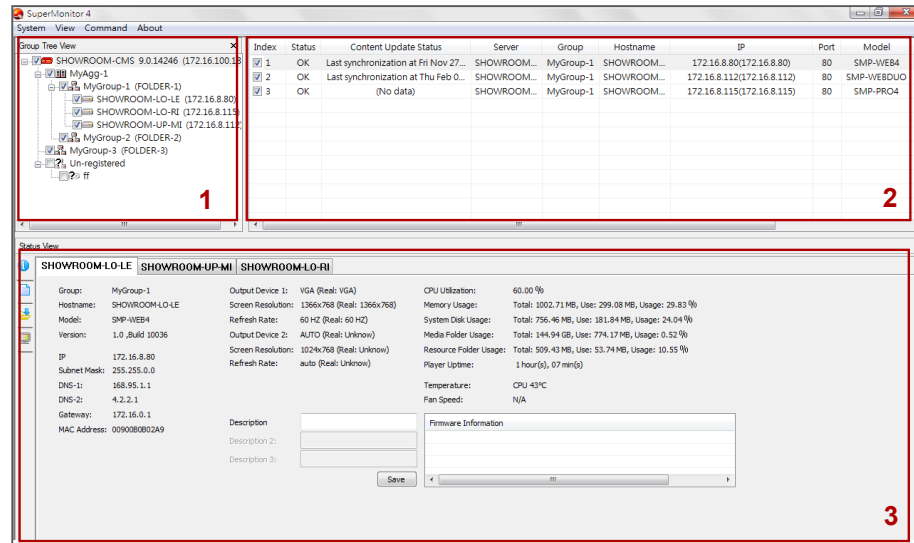 SuperMonitor 4
System View Command About
Group Tree View
SHOWROOM-CMS 9.0.14246 (172.16.100.18
MyAgg-1
MyGroup-1 (FOLDER-1)
SHOWROOM-LO-LE (172.16.8.80)
SHOWROOM-LO-RI (172.16.8.115)
SHOWROOM-UP-MI (172.16.8.112)
MyGroup-2 (FOLDER-2)
MyGroup-3 (FOLDER-3)
Un-registered
ff
1
Index Status Content Update Status Server Group Hostname IP Port Model
1 OK Last synchronization at Fri Nov 27... SHOWROOM... MyGroup-1 SHOWROOM... 172.16.8.80(172.16.8.80) 80 SMP-WEB4
2 OK Last synchronization at Thu Feb 0... SHOWROOM... MyGroup-1 SHOWROOM... 172.16.8.112(172.16.8.112) 80 SMP-WEBDUO
3 OK (No data) SHOWROOM... MyGroup-1 SHOWROOM... 172.16.8.115(172.16.8.115) 80 SMP-PRO4
2
Status View
SHOWROOM-LO-LE SHOWROOM-UP-MI SHOWROOM-LO-RI
Group: MyGroup-1
Hostname: SHOWROOM-LO-LE
Model: SMP-WEB4
Version: 1.0 ,Build 10036
IP 172.16.8.80
Subnet Mask: 255.255.0.0
DNS-1: 168.95.1.1
DNS-2: 4.2.2.1
Gateway: 172.16.0.1
MAC Address: 00900B0B02A9
Output Device 1: VGA (Real: VGA)
Screen Resolution: 1366x768 (Real: 1366x768)
Refresh Rate: 60 HZ (Real: 60 HZ)
Output Device 2: AUTO (Real: Unknow)
Screen Resolution: 1024x768 (Real: Unknow)
Refresh Rate: auto (Real: Unknow)
Description
Description 2:
Description 3:
Save
CPU Utilization: 60.00 %
Memory Usage: Total: 1002.71 MB, Use: 299.08 MB, Usage: 29.83 %
System Disk Usage: Total: 756.46 MB, Use: 181.84 MB, Usage: 24.04 %
Media Folder Usage: Total: 144.94 GB, Use: 774.17 MB, Usage: 0.52 %
Resource Folder Usage: Total: 509.43 MB, Use: 53.74 MB, Usage: 10.55 %
Player Uptime: 1 hour(s), 07 min(s)
Temperature: CPU 43°C
Fan Speed: N/A
Firmware Information
3